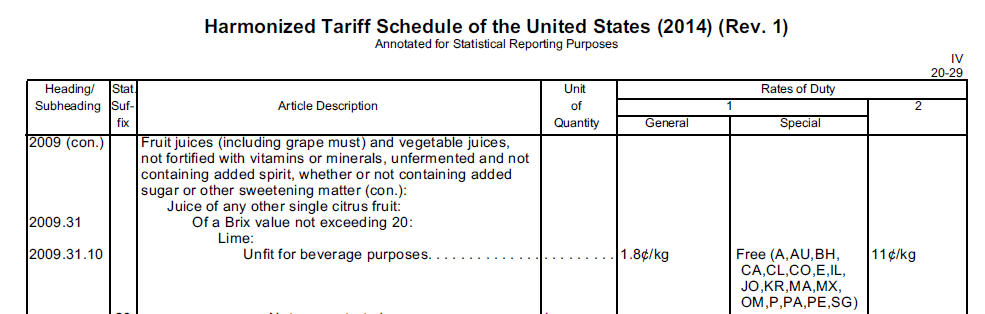 Harmonized Tariff Schedule of the United States (2014) (Rev. 1)
Annotated for Statistical Reporting Purposes
IV
20-29
Heading/ Stat. Unit Rates of Duty
Subheading Suf- Article Description of 1 2
fix Quantity General Special
2009 (con.) Fruit juices (including grape must) and vegetable juices,
not fortified with vitamins or minerals, unfermented and not
containing added spirit, whether or not containing added
sugar or other sweetening matter (con.):
Juice of any other single citrus fruit:
2009.31 Of a Brix value not exceeding 20:
Lime:
2009.31.10 Unfit for beverage purposes. . . . . . . . . . . . . . . . . . . . . . . 1.8¢/kg Free (A,AU,BH, 11¢/kg
CA,CL,CO,E,IL,
JO,KR,MA,MX,
OM,P,PA,PE,SG)